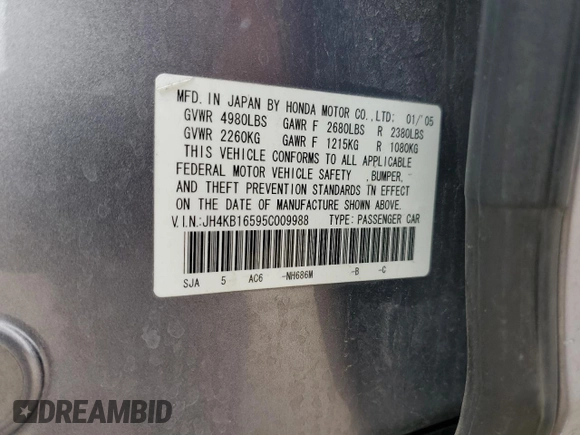 MFD. IN JAPAN BY HONDA MOTOR CO.,LTD; 01/'05
GVWR 4980LBS GAWR F 2680LBS R 2380LBS
GVWR 2260KG GAWR F 1215KG R 1080KG
THIS VEHICLE CONFORMS TO ALL APPLICABLE
FEDERAL MOTOR VEHICLE SAFETY ,BUMPER,
AND THEFT PREVENTION STANDARDS IN EFFECT
ON THE DATE OF MANUFACTURE SHOWN ABOVE.
V.I.N.:JH4KB16595C009988 TYPE: PASSENGER CAR
SJA 5 AC6 -NH686M -B -C
DREAMBID